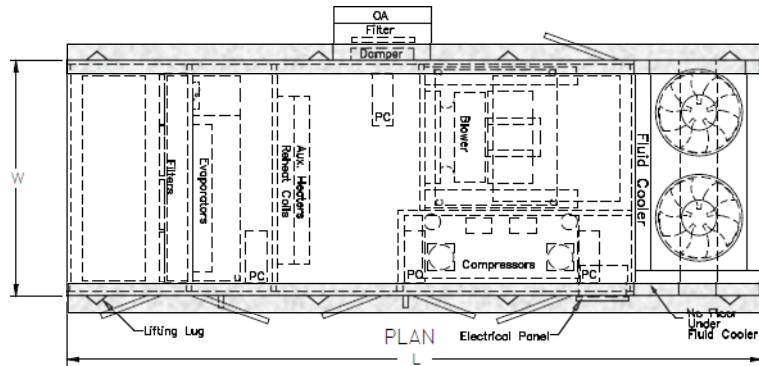 OA
Filter
Damper
PC
Blower
Fluid Cooler
W
Filters
Evaporators
Aux. Heaters
Reheat Coils
PC
PC
Compressors
PC
Lifting Lug
PLAN
Electrical Panel
No Floor
Under
Fluid Cooler
L